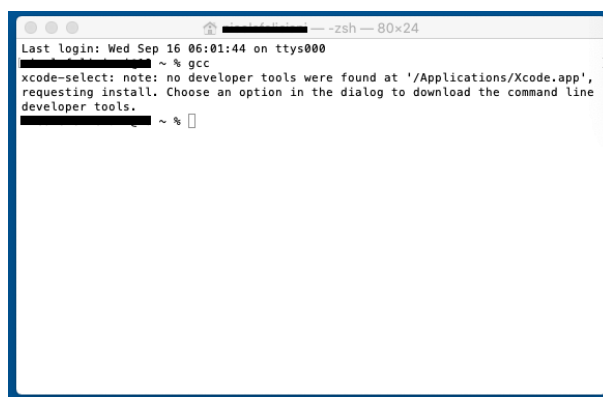 — -zsh — 80×24
Last login: Wed Sep 16 06:01:44 on ttys000
~ % gcc
xcode-select: note: no developer tools were found at '/Applications/Xcode.app',
requesting install. Choose an option in the dialog to download the command line
developer tools.
~ %